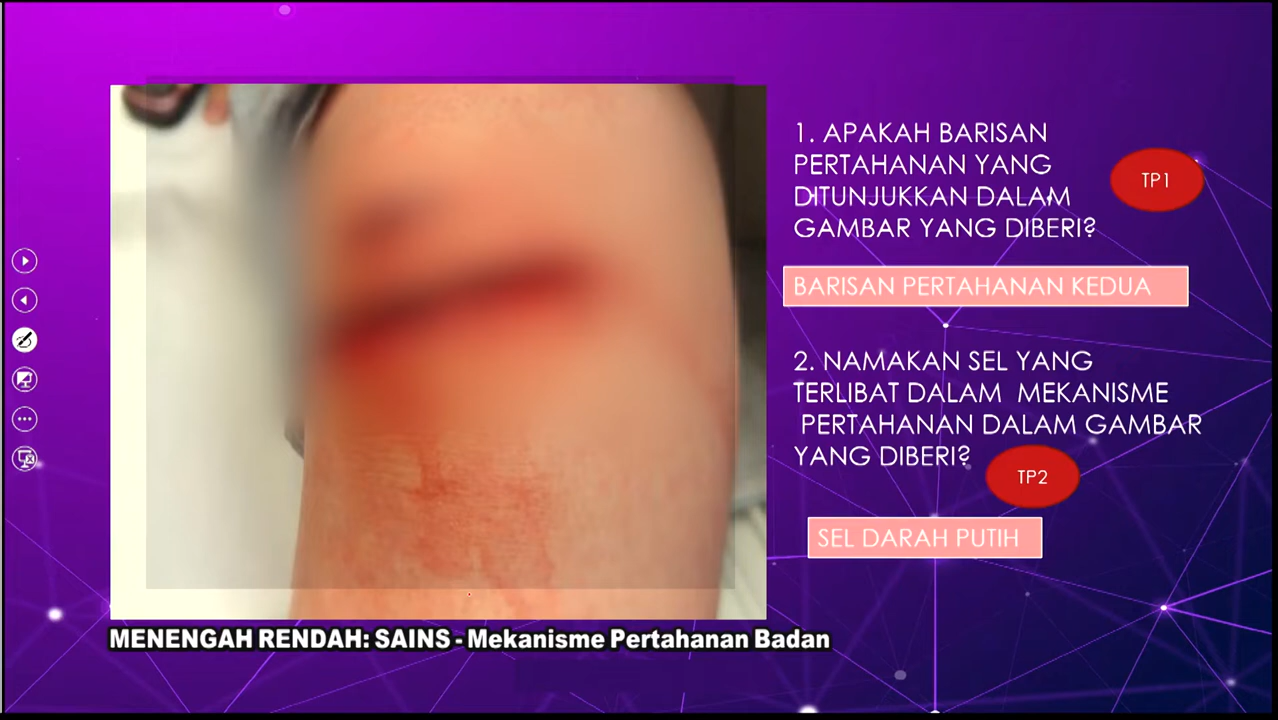 1. APAKAH BARISAN
PERTAHANAN YANG
DITUNJUKKAN DALAM
GAMBAR YANG DIBERI?
TP1
BARISAN PERTAHANAN KEDUA
2. NAMAKAN SEL YANG
TERLIBAT DALAM MEKANISME
PERTAHANAN DALAM GAMBAR
YANG DIBERI?
TP2
SEL DARAH PUTIH
MENENGAH RENDAH: SAINS - Mekanisme Pertahanan Badan